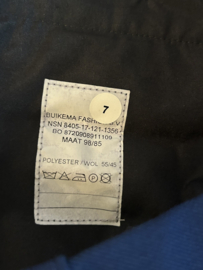 7
BUIKEMA FASHION B.V
NSN 8405-17-121-1356
BO 8720908911109
MAAT 98/85
POLYESTER / WOL 55/45